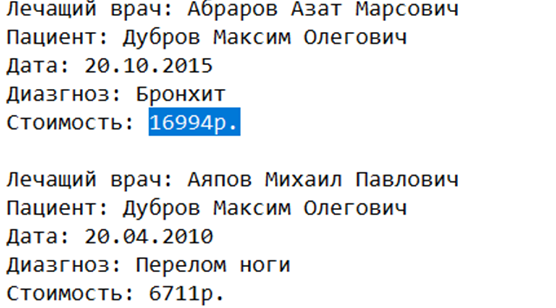 Лечащий врач: Абраров Азат Марсович
Пациент: Дубров Максим Олегович
Дата: 20.10.2015
Диазгноз: Бронхит
Стоимость: 16994р.
Лечащий врач: Аяпов Михаил Павлович
Пациент: Дубров Максим Олегович
Дата: 20.04.2010
Диазгноз: Перелом ноги
Стоимость: 6711р.